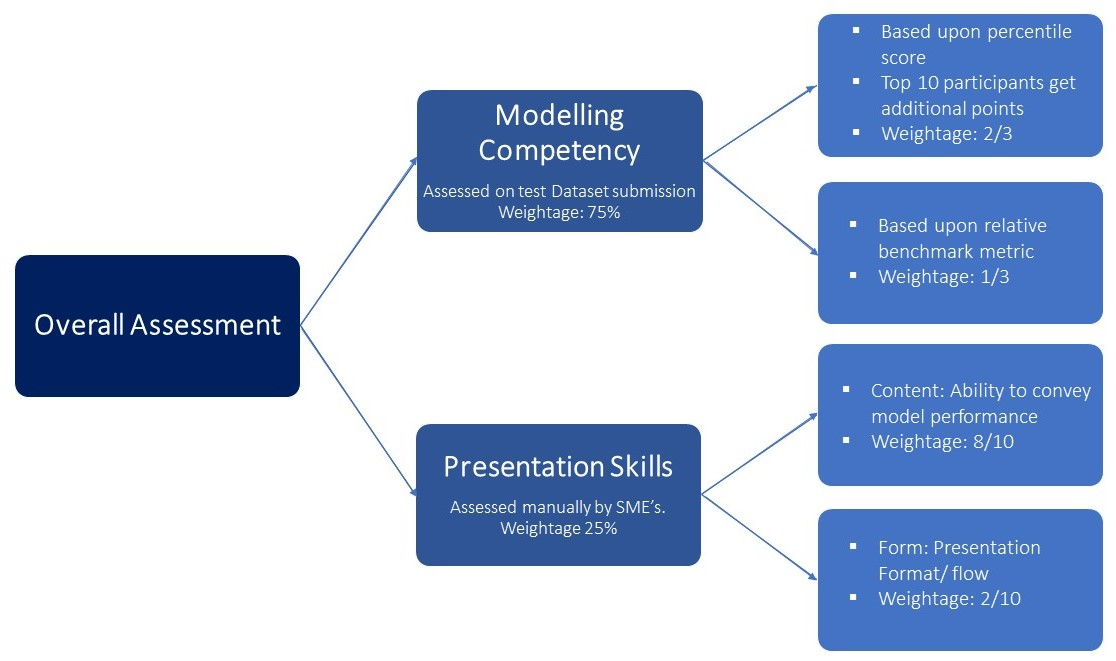 Overall Assessment
Modelling
Competency
Assessed on test Dataset submission
Weightage: 75%
Presentation Skills
Assessed manually by SME's.
Weightage 25%
▪ Based upon percentile
score
▪ Top 10 participants get
additional points
▪ Weightage: 2/3
▪ Based upon relative
benchmark metric
▪ Weightage: 1/3
▪ Content: Ability to convey
model performance
▪ Weightage: 8/10
▪ Form: Presentation
Format/ flow
▪ Weightage: 2/10